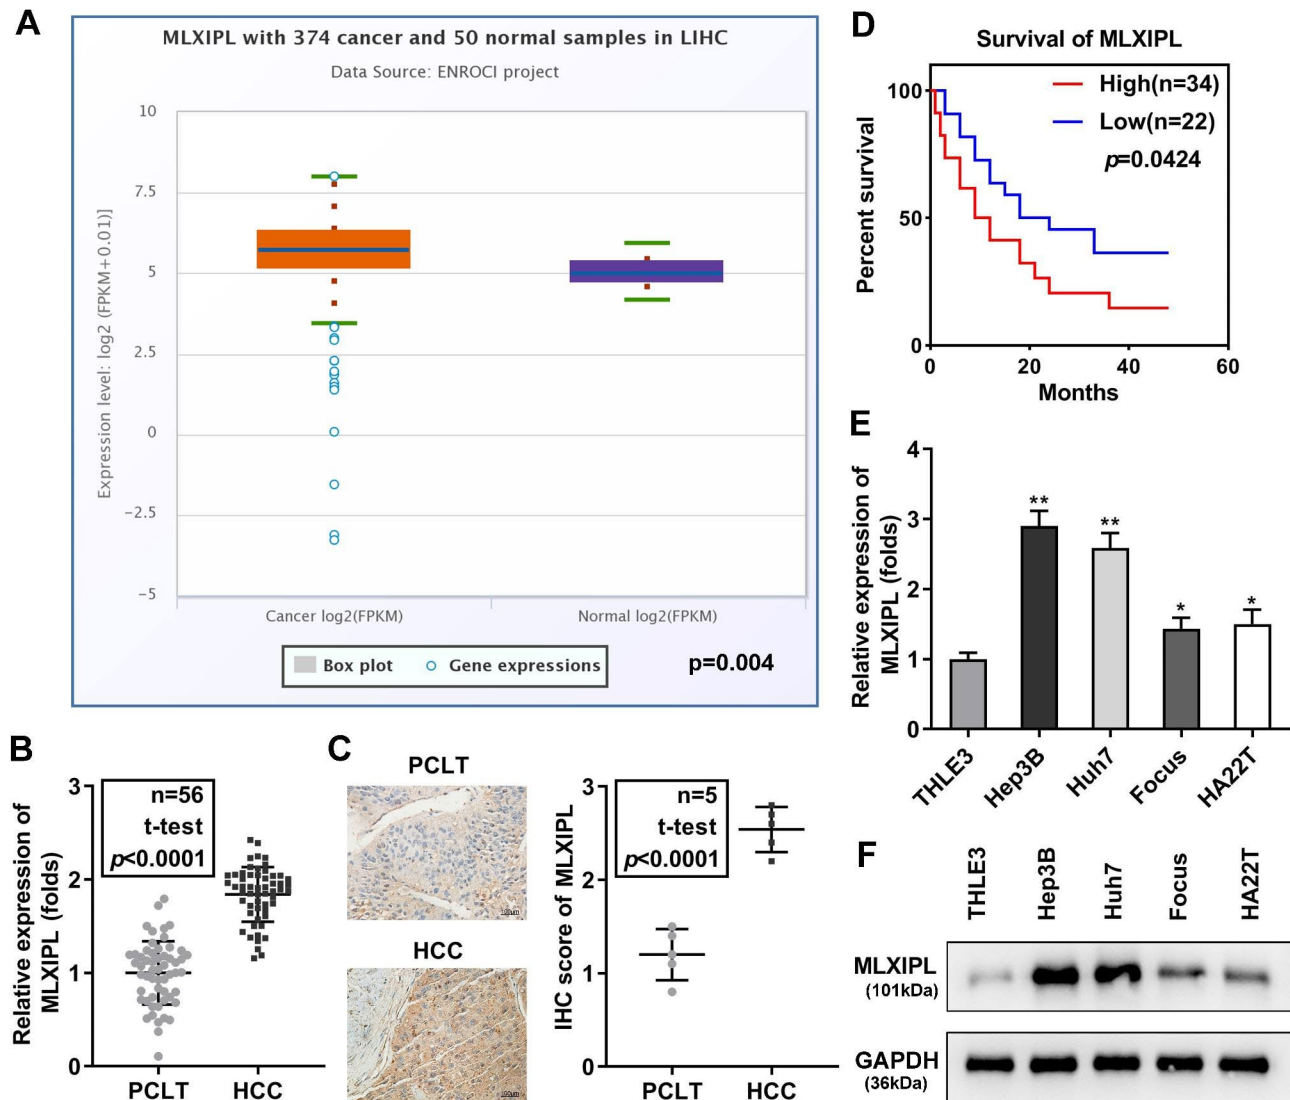 A
MLXIPL with 374 cancer and 50 normal samples in LIHC
Data Source: ENROCI project
Expression level: log2 (FPKM+0.01)]
10
7.5
5
2.5
0
−2.5
−5
Cancer log2(FPKM)
Normal log2(FPKM)
Box plot
Gene expressions
p=0.004
B
Relative expression of
MLXIPL (folds)
3
2
1
0
n=56
t-test
p<0.0001
PCLT
HCC
C
PCLT
HCC
IHC score of MLXIPL
3
2
1
0
n=5
t-test
p<0.0001
PCLT
HCC
D
Survival of MLXIPL
Percent survival
100
50
0
High(n=34)
Low(n=22)
p=0.0424
0
20
40
60
Months
E
Relative expression of
MLXIPL (folds)
4
3
2
1
0
**
**
*
*
THLE3
Hep3B
Huh7
Focus
HA22T
F
THLE3
Hep3B
Huh7
Focus
HA22T
MLXIPL
(101kDa)
GAPDH
(36kDa)